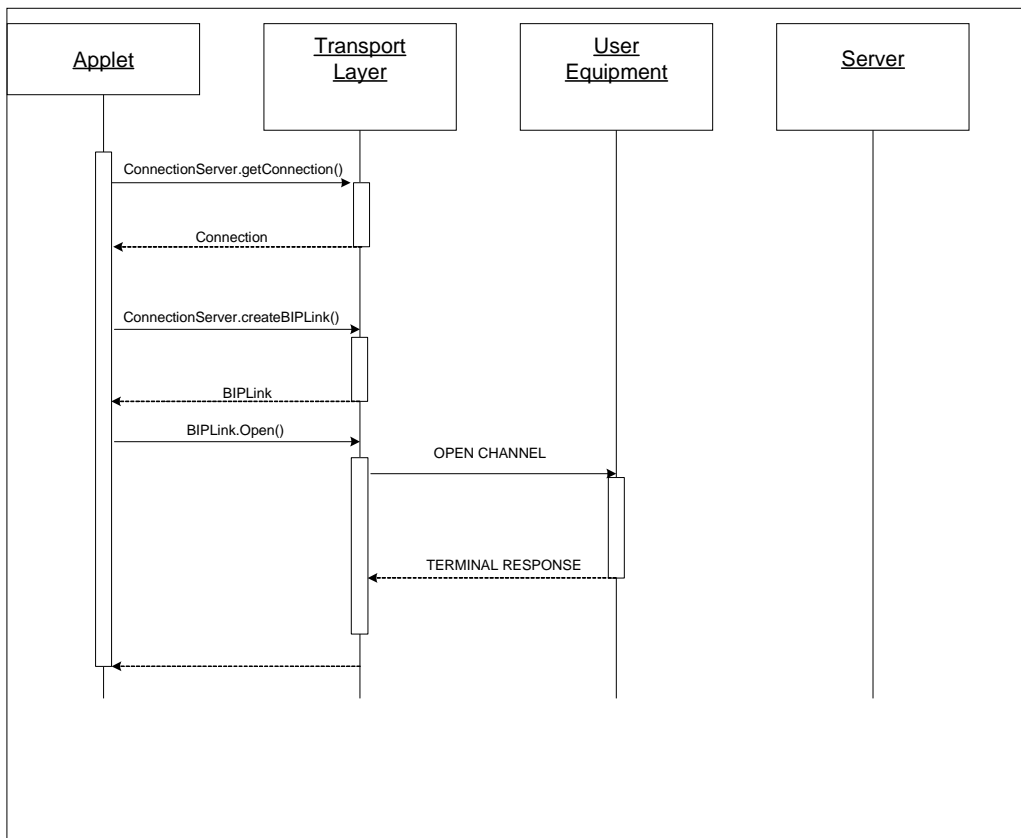 Applet
Transport
Layer
User
Equipment
Server
ConnectionServer.getConnection()
Connection
ConnectionServer.createBIPLink()
BIPLink
BIPLink.Open()
OPEN CHANNEL
TERMINAL RESPONSE